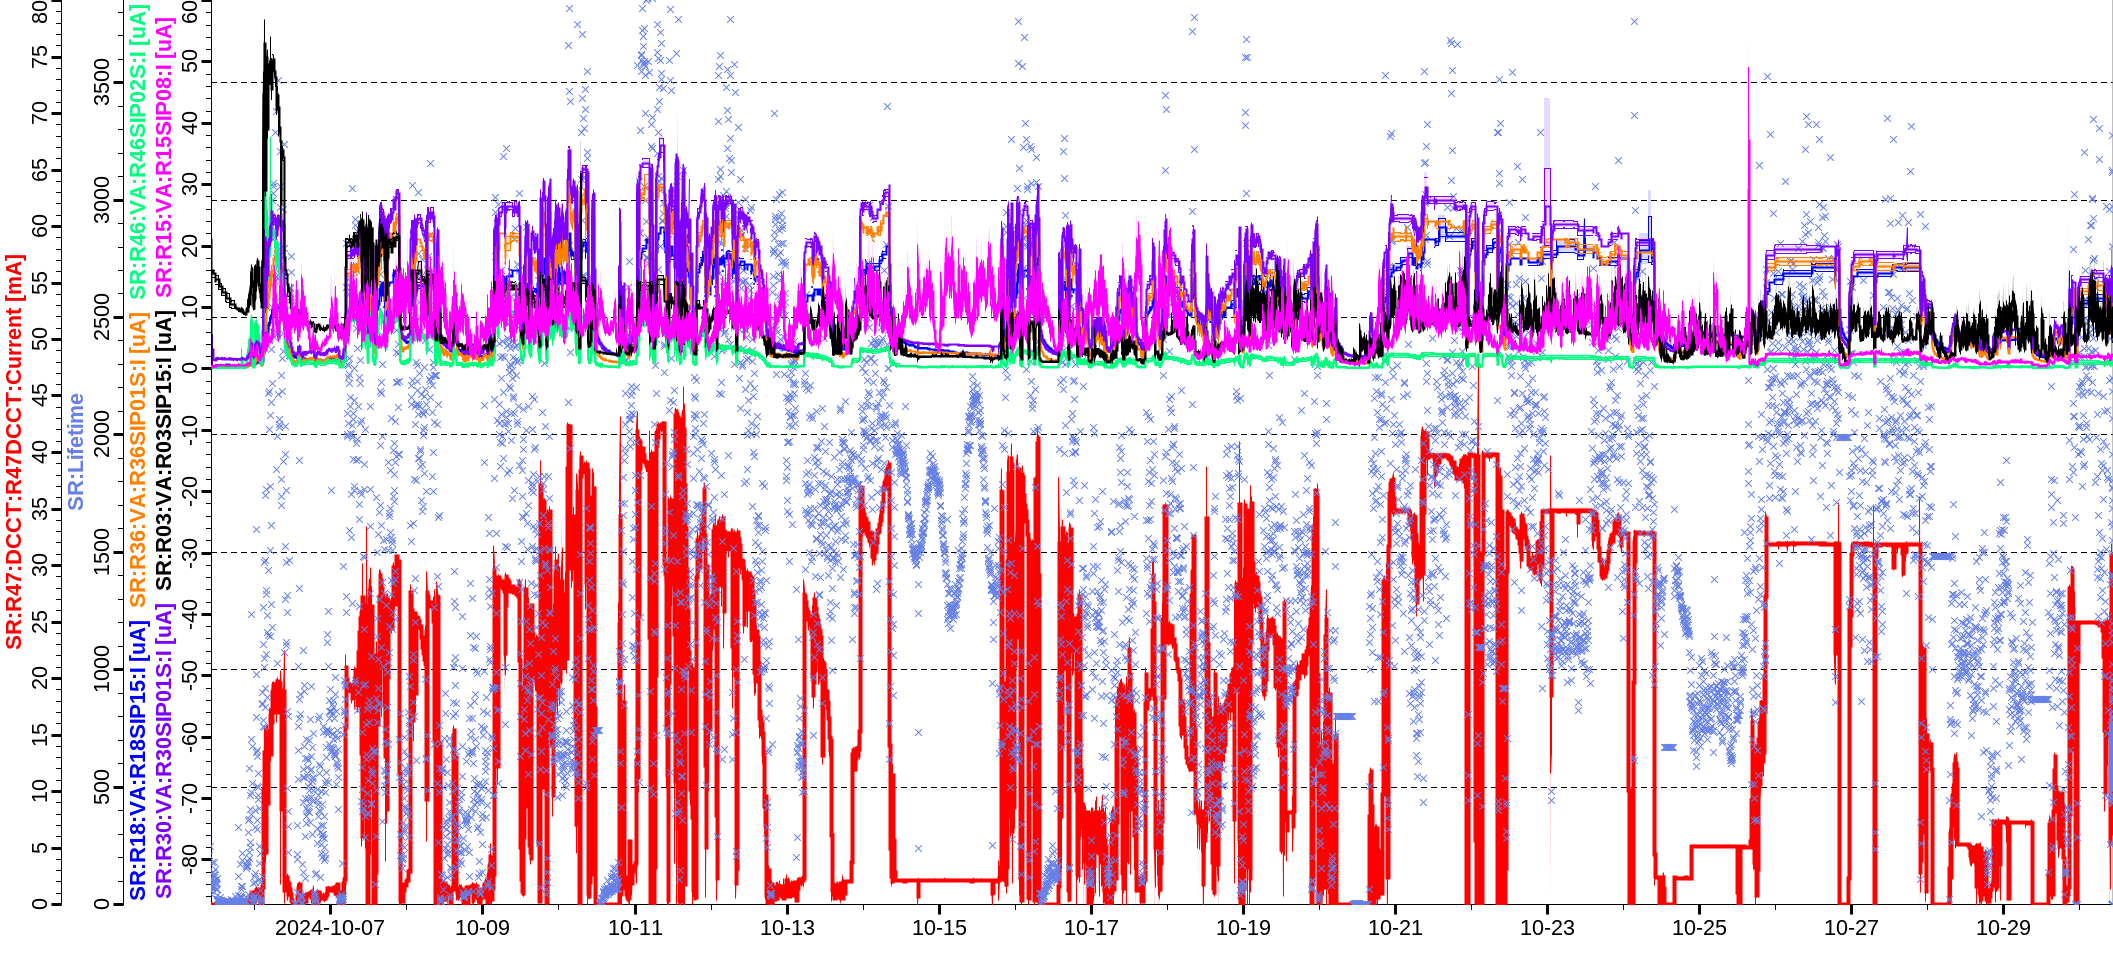 SR:R47:DCCT:R47DCCT:Current [mA]
0 5 10 15 20 25 30 35 40 45 50 55 60 65 70 75 80
SR:Lifetime
0 500 1000 1500 2000 2500 3000 3500
SR:R18:VA:R18SIP15:I [uA] SR:R36:VA:R36SIP01S:I [uA] SR:R46:VA:R46SIP02S:I [uA]
SR:R30:VA:R30SIP01S:I [uA] SR:R03:VA:R03SIP15:I [uA] SR:R15:VA:R15SIP08:I [uA]
-80 -70 -60 -50 -40 -30 -20 -10 0 10 20 30 40 50 60
2024-10-07 10-09 10-11 10-13 10-15 10-17 10-19 10-21 10-23 10-25 10-27 10-29